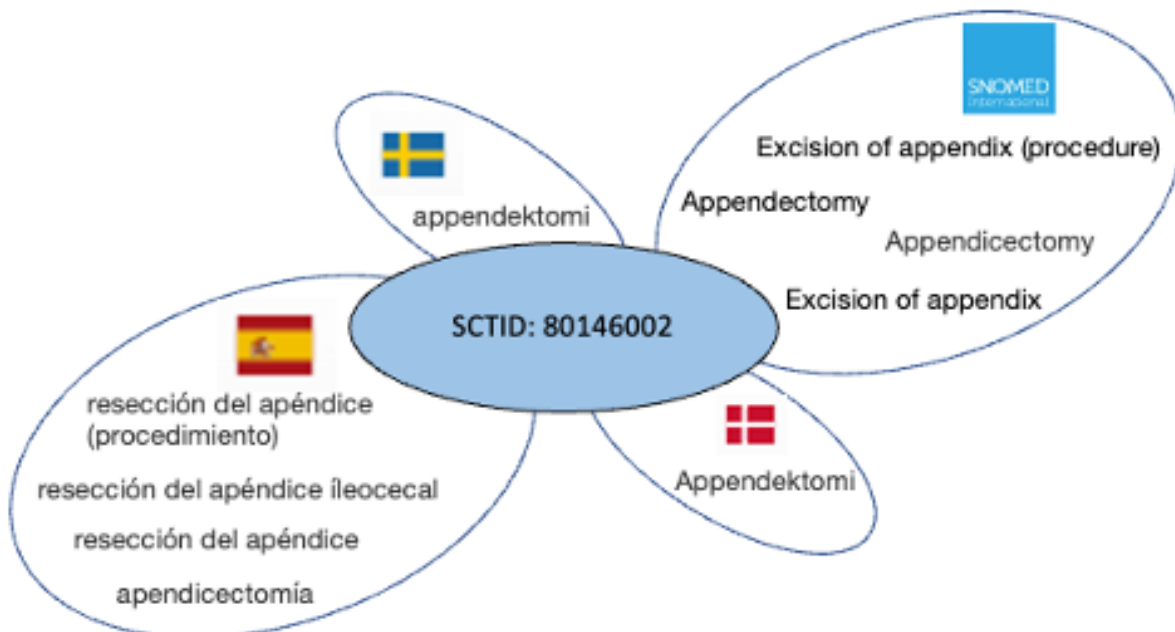 SNOMED
International
Excision of appendix (procedure)
Appendectomy
Appendicectomy
Excision of appendix
appendektomi
SCTID: 80146002
resección del apéndice
(procedimiento)
resección del apéndice íleocecal
resección del apéndice
apendicectomía
Appendektomi